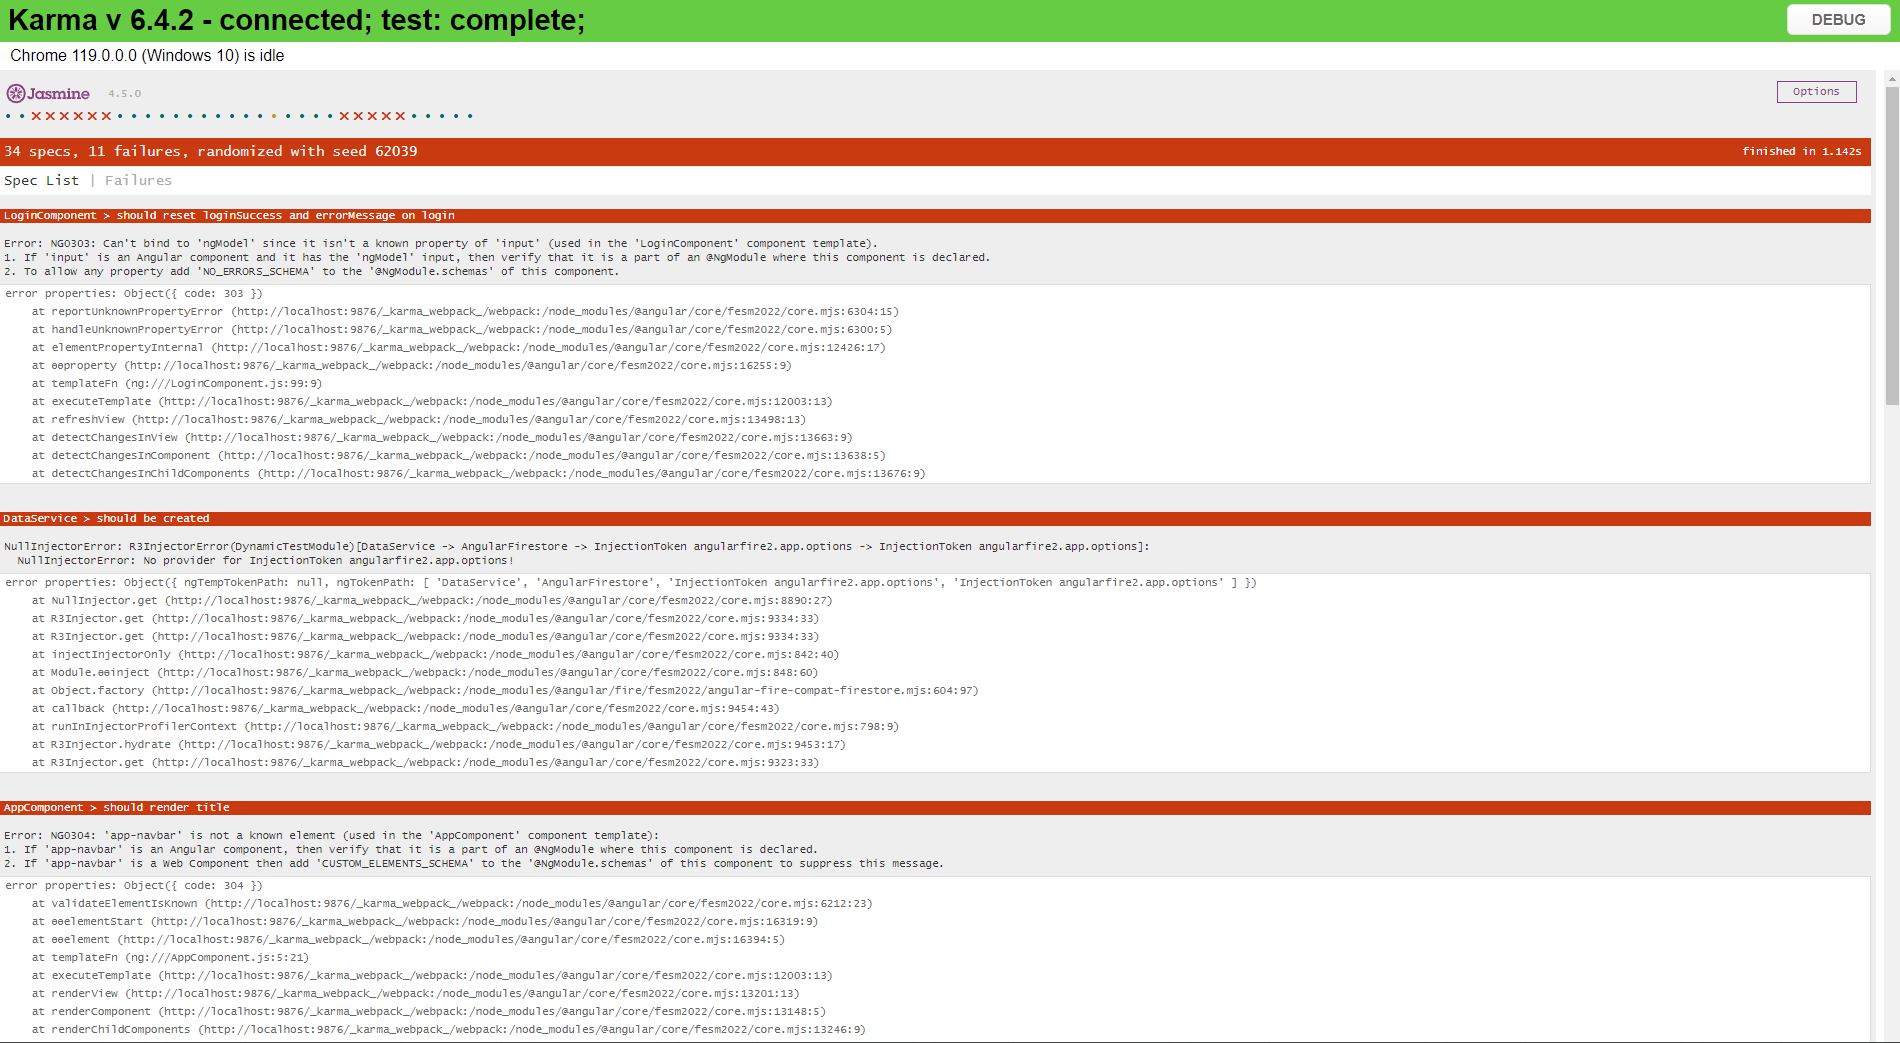 Karma v 6.4.2 - connected; test: complete;
DEBUG
Chrome 119.0.0.0 (Windows 10) is idle
Jasmine 4.5.0
Options
34 specs, 11 failures, randomized with seed 62039
finished in 1.142s
Spec List | Failures
LoginComponent > should reset loginSuccess and errorMessage on login
Error: NG0303: Can't bind to 'ngModel' since it isn't a known property of 'input' (used in the 'LoginComponent' component template).
1. If 'input' is an Angular component and it has the 'ngModel' input, then verify that it is a part of an @NgModule where this component is declared.
2. To allow any property add 'NO_ERRORS_SCHEMA' to the '@NgModule.schemas' of this component.
error properties: Object({ code: 303 })
at reportUnknownPropertyError (http://localhost:9876/_karma_webpack_/webpack:/node_modules/@angular/core/fesm2022/core.mjs:6304:15)
at handleUnknownPropertyError (http://localhost:9876/_karma_webpack_/webpack:/node_modules/@angular/core/fesm2022/core.mjs:6300:5)
at elementPropertyInternal (http://localhost:9876/_karma_webpack_/webpack:/node_modules/@angular/core/fesm2022/core.mjs:12426:17)
at ɵɵproperty (http://localhost:9876/_karma_webpack_/webpack:/node_modules/@angular/core/fesm2022/core.mjs:16255:9)
at templateFn (ng:///LoginComponent.js:99:9)
at executeTemplate (http://localhost:9876/_karma_webpack_/webpack:/node_modules/@angular/core/fesm2022/core.mjs:12003:13)
at refreshView (http://localhost:9876/_karma_webpack_/webpack:/node_modules/@angular/core/fesm2022/core.mjs:13498:13)
at detectChangesInView (http://localhost:9876/_karma_webpack_/webpack:/node_modules/@angular/core/fesm2022/core.mjs:13663:9)
at detectChangesInComponent (http://localhost:9876/_karma_webpack_/webpack:/node_modules/@angular/core/fesm2022/core.mjs:13638:5)
at detectChangesInChildComponents (http://localhost:9876/_karma_webpack_/webpack:/node_modules/@angular/core/fesm2022/core.mjs:13676:9)
DataService > should be created
NullInjectorError: R3InjectorError(DynamicTestModule)[DataService -> AngularFirestore -> InjectionToken angularfire2.app.options -> InjectionToken angularfire2.app.options]:
NullInjectorError: No provider for InjectionToken angularfire2.app.options!
error properties: Object({ ngTempTokenPath: null, ngTokenPath: [ 'DataService', 'AngularFirestore', 'InjectionToken angularfire2.app.options', 'InjectionToken angularfire2.app.options' ] })
at NullInjector.get (http://localhost:9876/_karma_webpack_/webpack:/node_modules/@angular/core/fesm2022/core.mjs:8890:27)
at R3Injector.get (http://localhost:9876/_karma_webpack_/webpack:/node_modules/@angular/core/fesm2022/core.mjs:9334:33)
at R3Injector.get (http://localhost:9876/_karma_webpack_/webpack:/node_modules/@angular/core/fesm2022/core.mjs:9334:33)
at injectInjectorOnly (http://localhost:9876/_karma_webpack_/webpack:/node_modules/@angular/core/fesm2022/core.mjs:842:40)
at Module.ɵɵinject (http://localhost:9876/_karma_webpack_/webpack:/node_modules/@angular/core/fesm2022/core.mjs:848:60)
at Object.factory (http://localhost:9876/_karma_webpack_/webpack:/node_modules/@angular/fire/fesm2022/angular-fire-compat-firestore.mjs:604:97)
at callback (http://localhost:9876/_karma_webpack_/webpack:/node_modules/@angular/core/fesm2022/core.mjs:9454:43)
at runInInjectorProfilerContext (http://localhost:9876/_karma_webpack_/webpack:/node_modules/@angular/core/fesm2022/core.mjs:798:9)
at R3Injector.hydrate (http://localhost:9876/_karma_webpack_/webpack:/node_modules/@angular/core/fesm2022/core.mjs:9453:17)
at R3Injector.get (http://localhost:9876/_karma_webpack_/webpack:/node_modules/@angular/core/fesm2022/core.mjs:9323:33)
AppComponent > should render title
Error: NG0304: 'app-navbar' is not a known element (used in the 'AppComponent' component template):
1. If 'app-navbar' is an Angular component, then verify that it is a part of an @NgModule where this component is declared.
2. If 'app-navbar' is a Web Component then add 'CUSTOM_ELEMENTS_SCHEMA' to the '@NgModule.schemas' of this component to suppress this message.
error properties: Object({ code: 304 })
at validateElementIsKnown (http://localhost:9876/_karma_webpack_/webpack:/node_modules/@angular/core/fesm2022/core.mjs:6212:23)
at ɵɵelementStart (http://localhost:9876/_karma_webpack_/webpack:/node_modules/@angular/core/fesm2022/core.mjs:16319:9)
at ɵɵelement (http://localhost:9876/_karma_webpack_/webpack:/node_modules/@angular/core/fesm2022/core.mjs:16394:5)
at templateFn (ng:///AppComponent.js:5:21)
at executeTemplate (http://localhost:9876/_karma_webpack_/webpack:/node_modules/@angular/core/fesm2022/core.mjs:12003:13)
at renderView (http://localhost:9876/_karma_webpack_/webpack:/node_modules/@angular/core/fesm2022/core.mjs:13201:13)
at renderComponent (http://localhost:9876/_karma_webpack_/webpack:/node_modules/@angular/core/fesm2022/core.mjs:13148:5)
at renderChildComponents (http://localhost:9876/_karma_webpack_/webpack:/node_modules/@angular/core/fesm2022/core.mjs:13246:9)